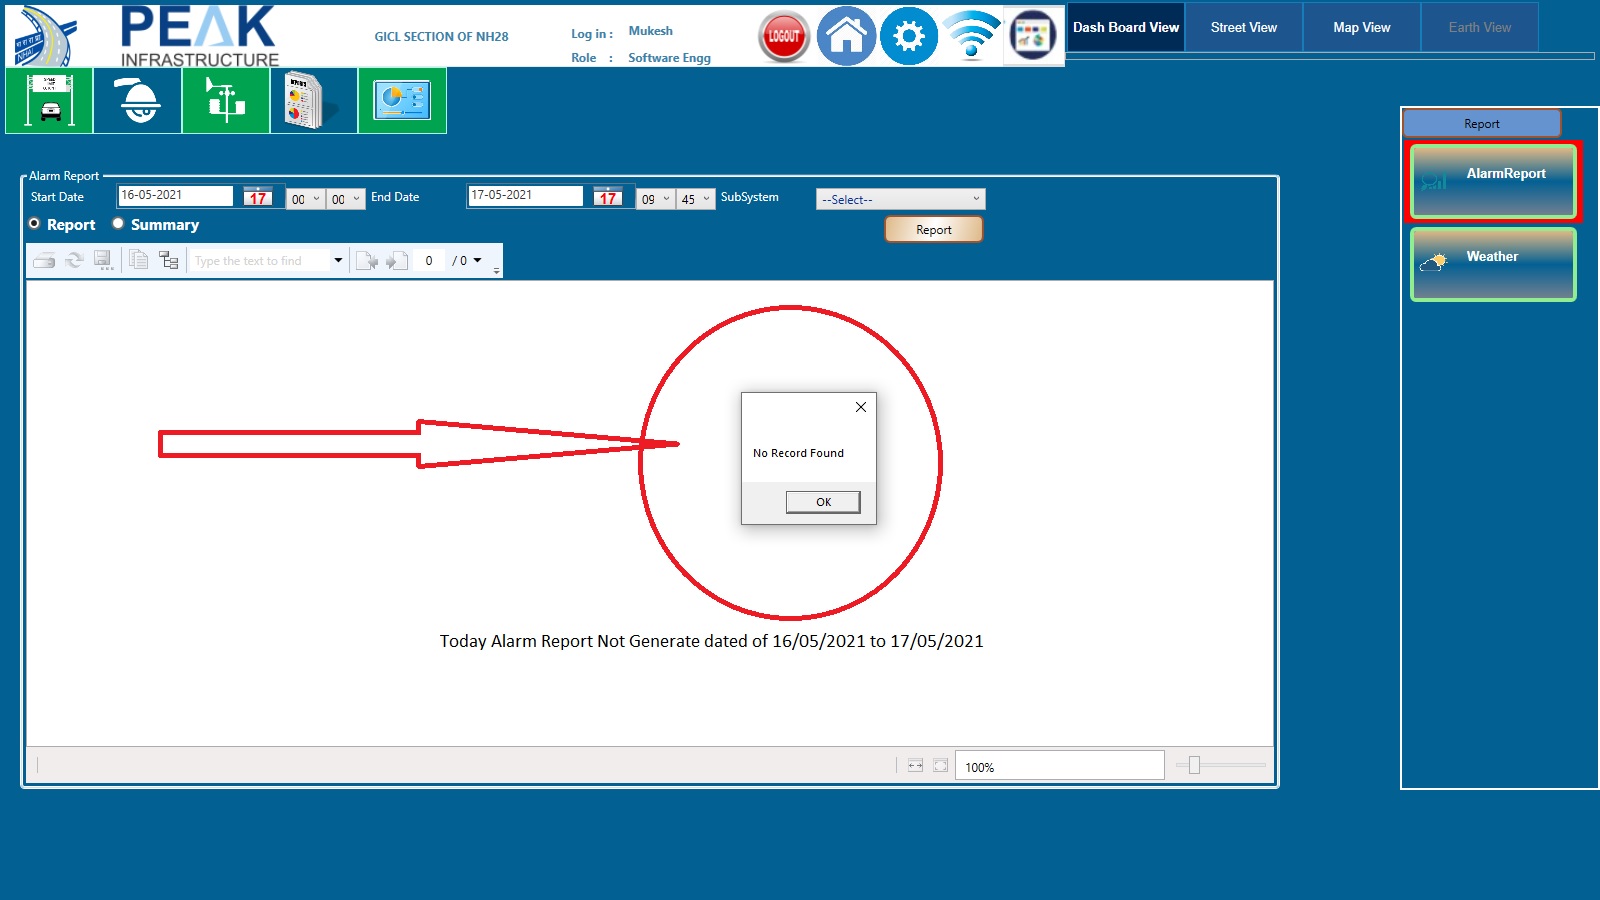 PEAK
INFRASTRUCTURE
GICL SECTION OF NH28
Log in : Mukesh
Role : Software Engg
LOGOUT
Dash Board View
Street View
Map View
Earth View
Report
AlarmReport
Weather
Alarm Report
Start Date 16-05-2021 17 00 00 End Date 17-05-2021 17 09 45 SubSystem --Select--
Report Summary
Report
Type the text to find 0 / 0
No Record Found
OK
Today Alarm Report Not Generate dated of 16/05/2021 to 17/05/2021
100%